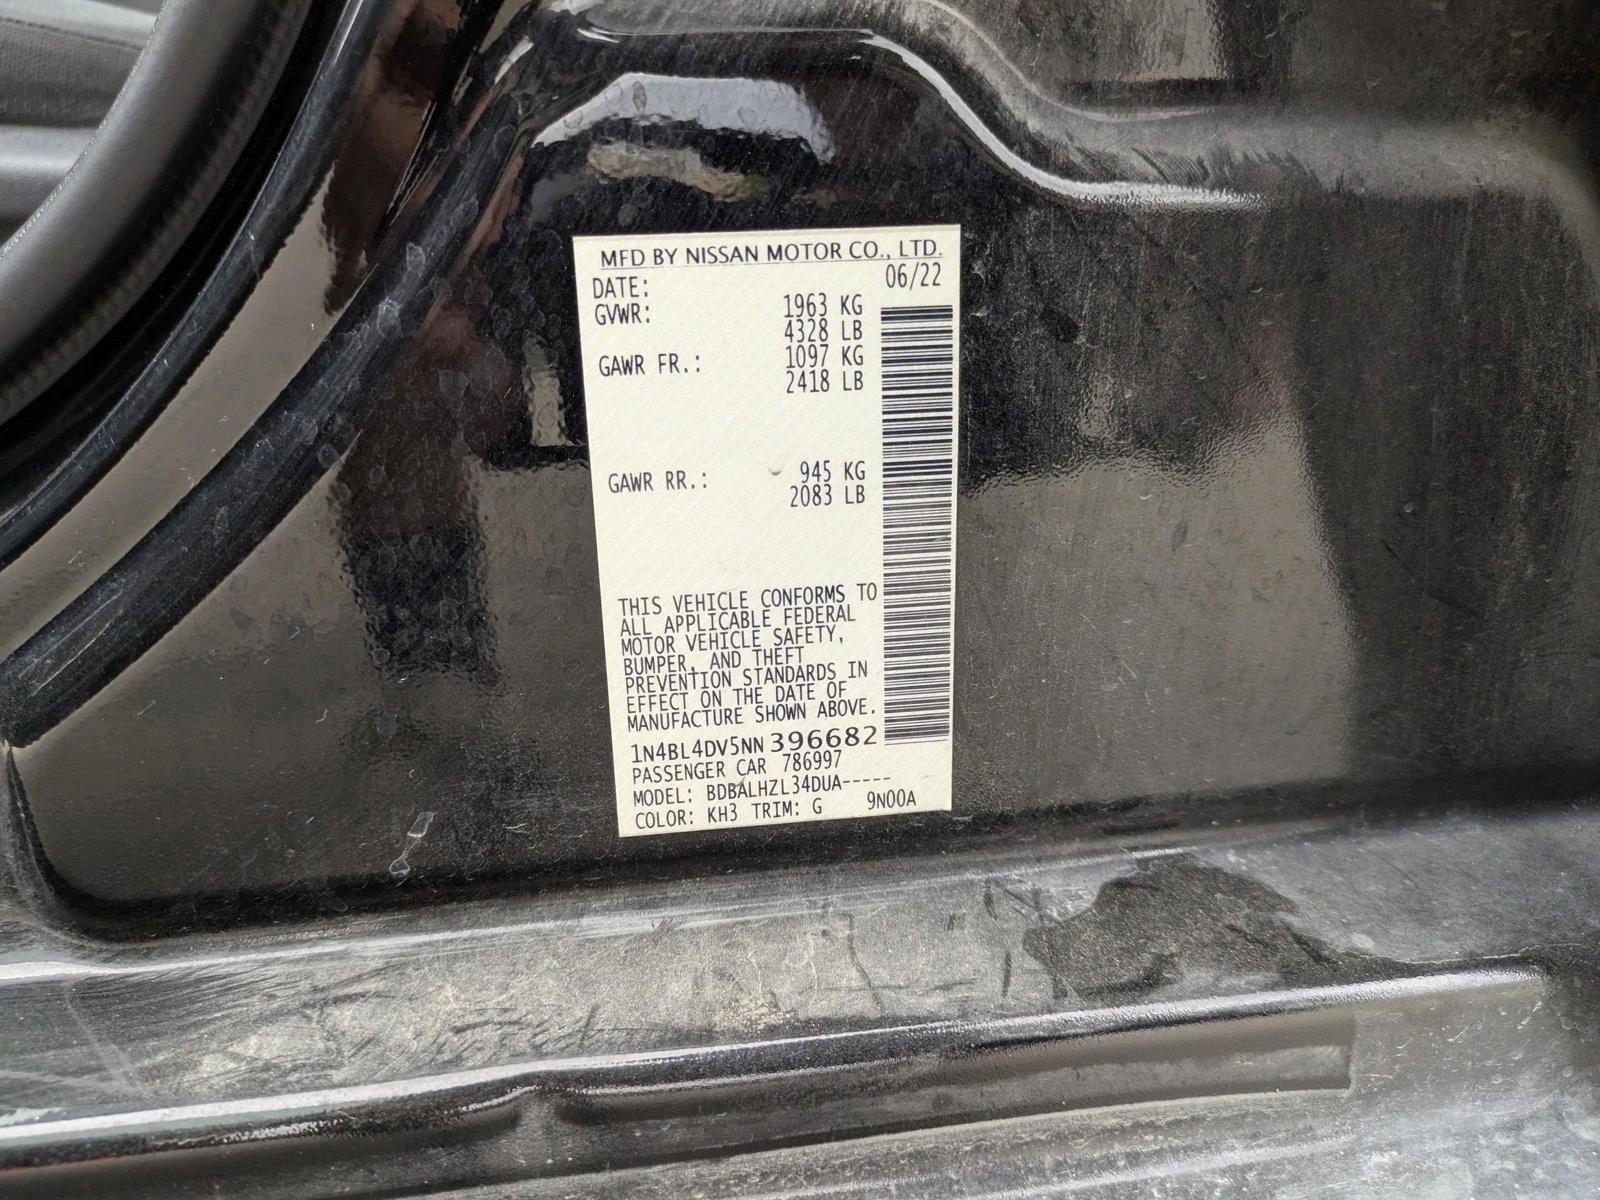 MFD BY NISSAN MOTOR CO., LTD.
DATE: 06/22
GVWR: 1963 KG
4328 LB
GAWR FR.: 1097 KG
2418 LB
GAWR RR.: 945 KG
2083 LB
THIS VEHICLE CONFORMS TO
ALL APPLICABLE FEDERAL
MOTOR VEHICLE SAFETY,
BUMPER, AND THEFT
PREVENTION STANDARDS IN
EFFECT ON THE DATE OF
MANUFACTURE SHOWN ABOVE.
1N4BL4DV5NN396682
PASSENGER CAR 786997
MODEL: BDBALHZL34DUA-----
COLOR: KH3 TRIM: G 9N00A